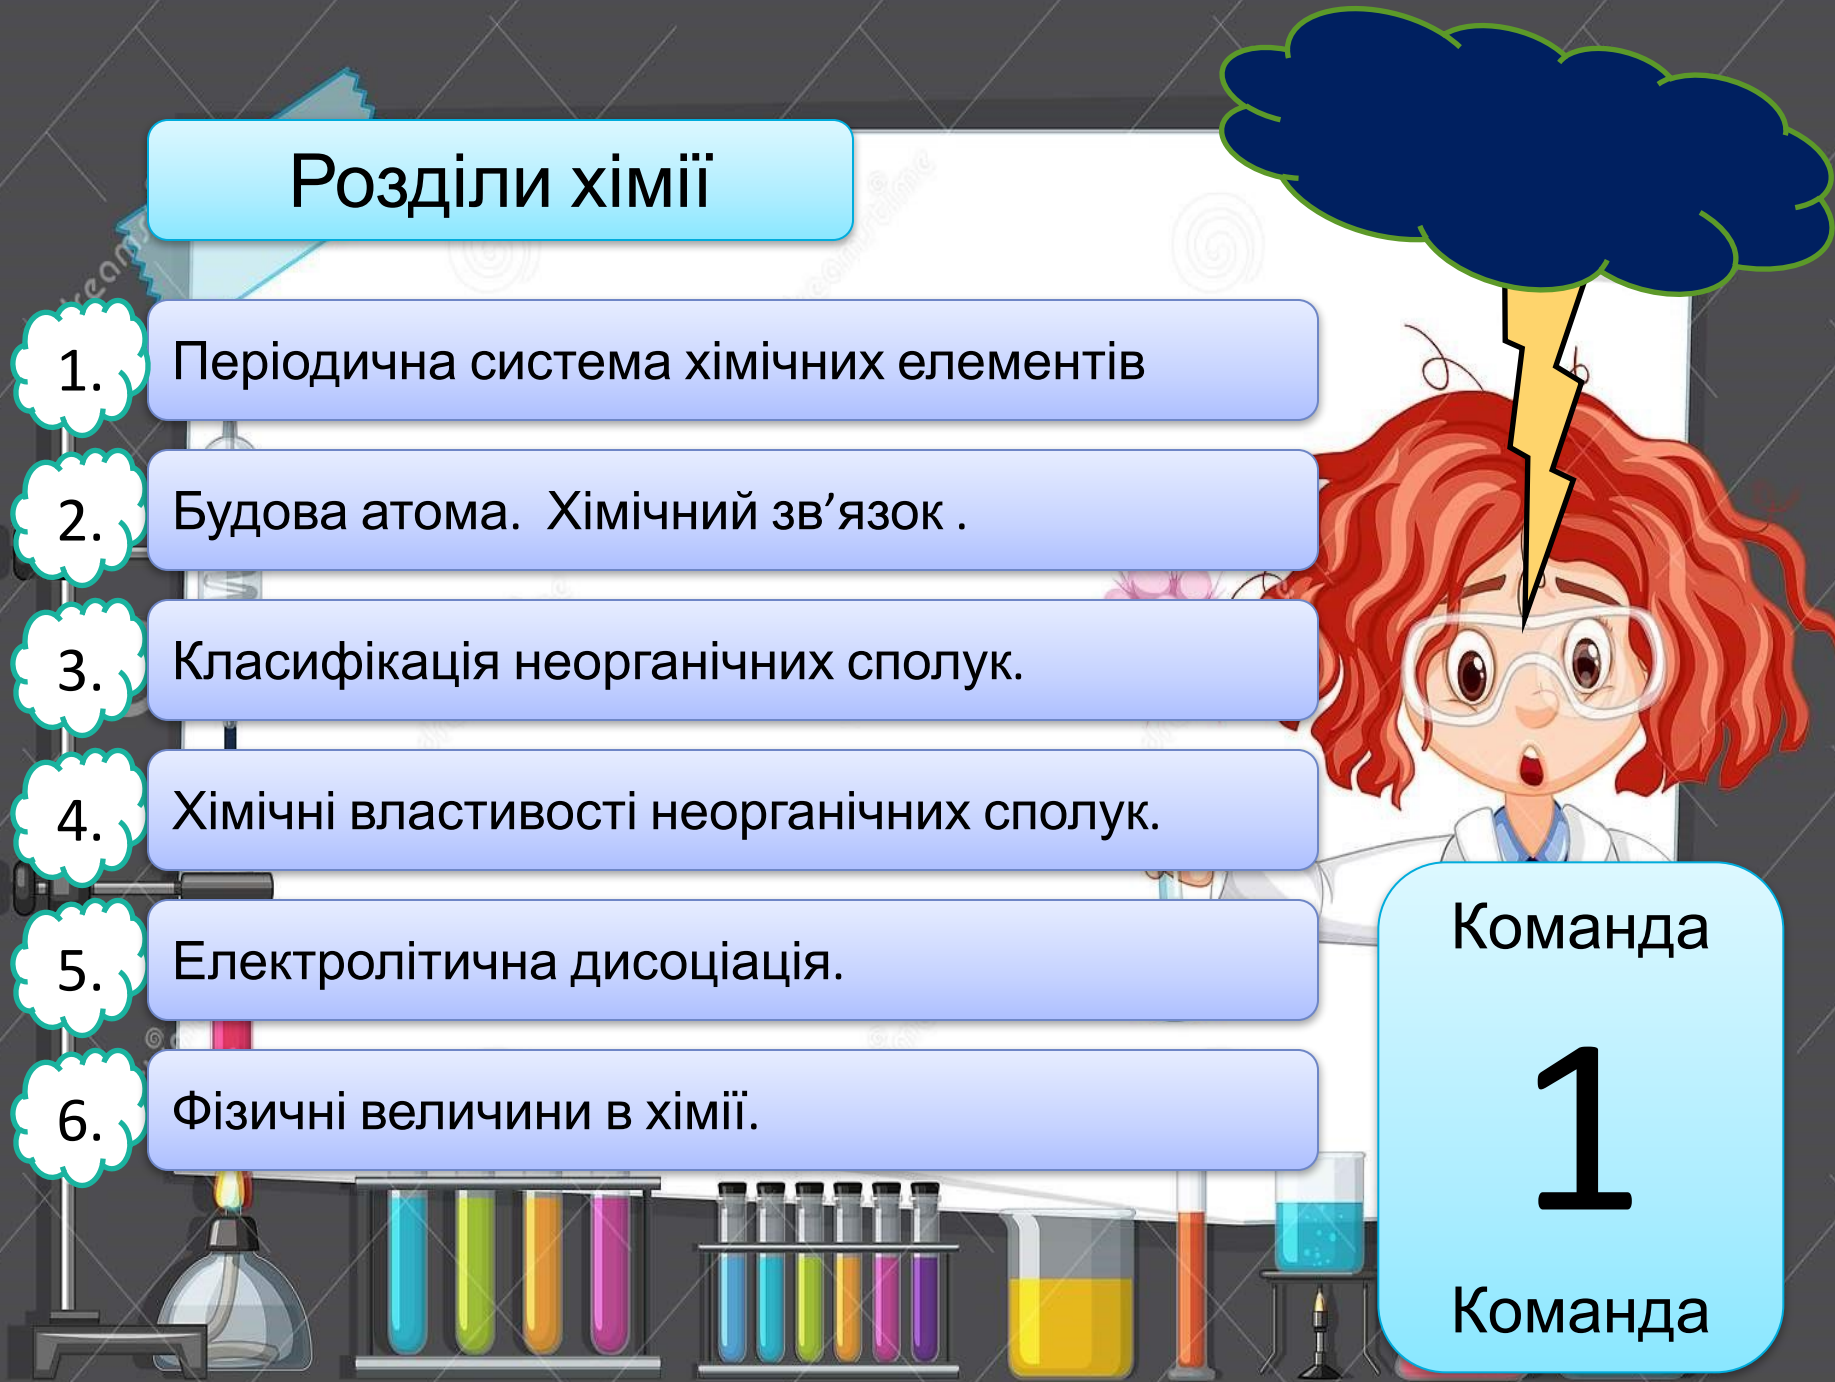 Розділи хімії
1. Періодична система хімічних елементів
2. Будова атома. Хімічний зв’язок .
3. Класифікація неорганічних сполук.
4. Хімічні властивості неорганічних сполук.
5. Електролітична дисоціація.
6. Фізичні величини в хімії.
Команда
1
Команда